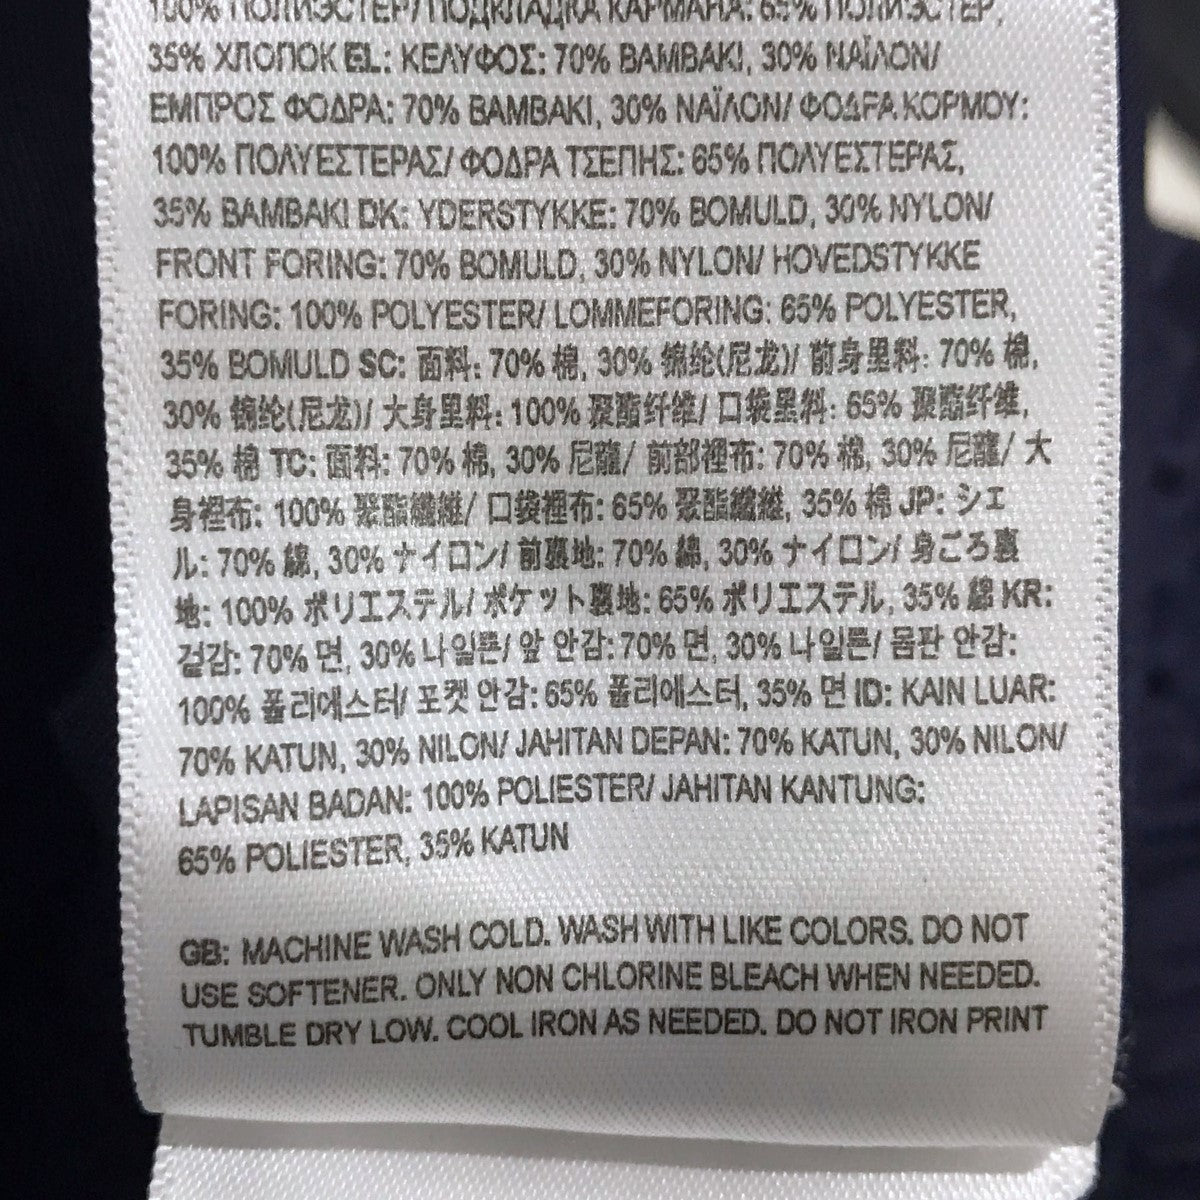 100% ПОЛИЭСТЕР/ ПОДКЛАДКА КАРМАНА: 65% ПОЛИЭСТЕР,
35% ХЛОПОК EL: ΚΕΛΥΦΟΣ: 70% ΒΑΜΒΑΚΙ, 30% ΝΑΪΛΟΝ/
ΕΜΠΡΟΣ ΦΟΔΡΑ: 70% ΒΑΜΒΑΚΙ, 30% ΝΑΪΛΟΝ/ ΦΟΔΡΑ ΚΟΡΜΟΥ:
100% ΠΟΛΥΕΣΤΕΡΑΣ/ ΦΟΔΡΑ ΤΣΕΠΗΣ: 65% ΠΟΛΥΕΣΤΕΡΑΣ,
35% ΒΑΜΒΑΚΙ DK: YDERSTYKKE: 70% BOMULD, 30% NYLON/
FRONT FORING: 70% BOMULD, 30% NYLON/ HOVEDSTYKKE
FORING: 100% POLYESTER/ LOMMEFORING: 65% POLYESTER,
35% BOMULD SC: 面料: 70% 棉, 30% 锦纶(尼龙)/ 前身里料: 70% 棉,
30% 锦纶(尼龙)/ 大身里料: 100% 聚酯纤维/ 口袋里料: 65% 聚酯纤维,
35% 棉 TC: 面料: 70% 棉, 30% 尼龍/ 前部裡布: 70% 棉, 30% 尼龍/ 大
身裡布: 100% 聚酯纖維/ 口袋裡布: 65% 聚酯纖維, 35% 棉 JP: シェ
ル: 70% 綿, 30% ナイロン/ 前裏地: 70% 綿, 30% ナイロン/ 身ごろ裏
地: 100% ポリエステル/ ポケット裏地: 65% ポリエステル, 35% 綿 KR:
겉감: 70% 면, 30% 나일론/ 앞 안감: 70% 면, 30% 나일론/ 몸판 안감:
100% 폴리에스터/ 포켓 안감: 65% 폴리에스터, 35% 면 ID: KAIN LUAR:
70% KATUN, 30% NILON/ JAHITAN DEPAN: 70% KATUN, 30% NILON/
LAPISAN BADAN: 100% POLIESTER/ JAHITAN KANTUNG:
65% POLIESTER, 35% KATUN
GB: MACHINE WASH COLD. WASH WITH LIKE COLORS. DO NOT
USE SOFTENER. ONLY NON CHLORINE BLEACH WHEN NEEDED.
TUMBLE DRY LOW. COOL IRON AS NEEDED. DO NOT IRON PRINT